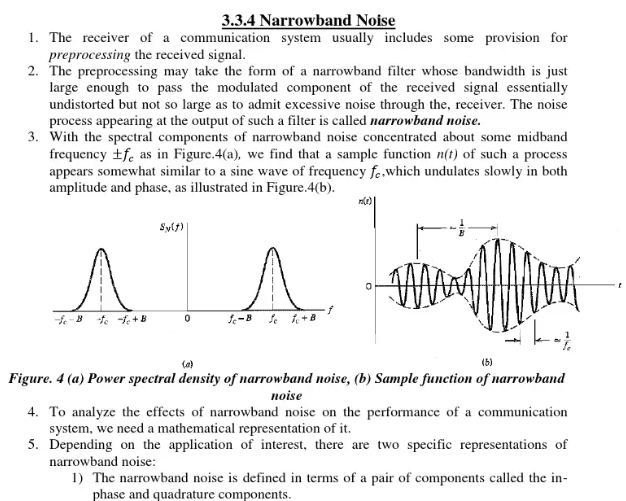 3.3.4 Narrowband Noise
1. The receiver of a communication system usually includes some provision for
preprocessing the received signal.
2. The preprocessing may take the form of a narrowband filter whose bandwidth is just
large enough to pass the modulated component of the received signal essentially
undistorted but not so large as to admit excessive noise through the, receiver. The noise
process appearing at the output of such a filter is called narrowband noise.
3. With the spectral components of narrowband noise concentrated about some midband
frequency ±fc as in Figure.4(a), we find that a sample function n(t) of such a process
appears somewhat similar to a sine wave of frequency fc,which undulates slowly in both
amplitude and phase, as illustrated in Figure.4(b).
n(t)
SN(f)
≈ 1/B
0
t
-fc - B -fc -fc + B 0 fc - B fc fc + B f
≈ 1/fc
(a) (b)
Figure. 4 (a) Power spectral density of narrowband noise, (b) Sample function of narrowband
noise
4. To analyze the effects of narrowband noise on the performance of a communication
system, we need a mathematical representation of it.
5. Depending on the application of interest, there are two specific representations of
narrowband noise:
1) The narrowband noise is defined in terms of a pair of components called the in-
phase and quadrature components.